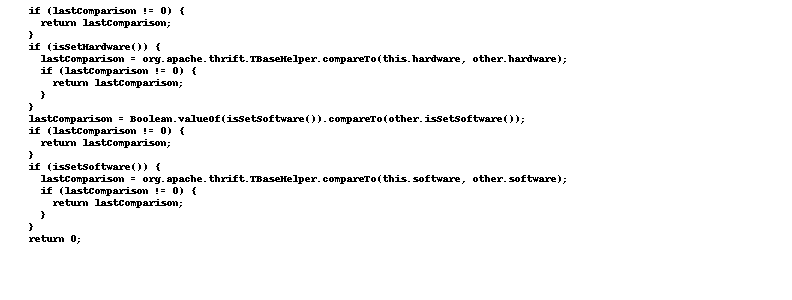 if (lastComparison != 0) {
return lastComparison;
}
if (isSetHardware()) {
lastComparison = org.apache.thrift.TBaseHelper.compareTo(this.hardware, other.hardware);
if (lastComparison != 0) {
return lastComparison;
}
}
lastComparison = Boolean.valueOf(isSetSoftware()).compareTo(other.isSetSoftware());
if (lastComparison != 0) {
return lastComparison;
}
if (isSetSoftware()) {
lastComparison = org.apache.thrift.TBaseHelper.compareTo(this.software, other.software);
if (lastComparison != 0) {
return lastComparison;
}
}
return 0;